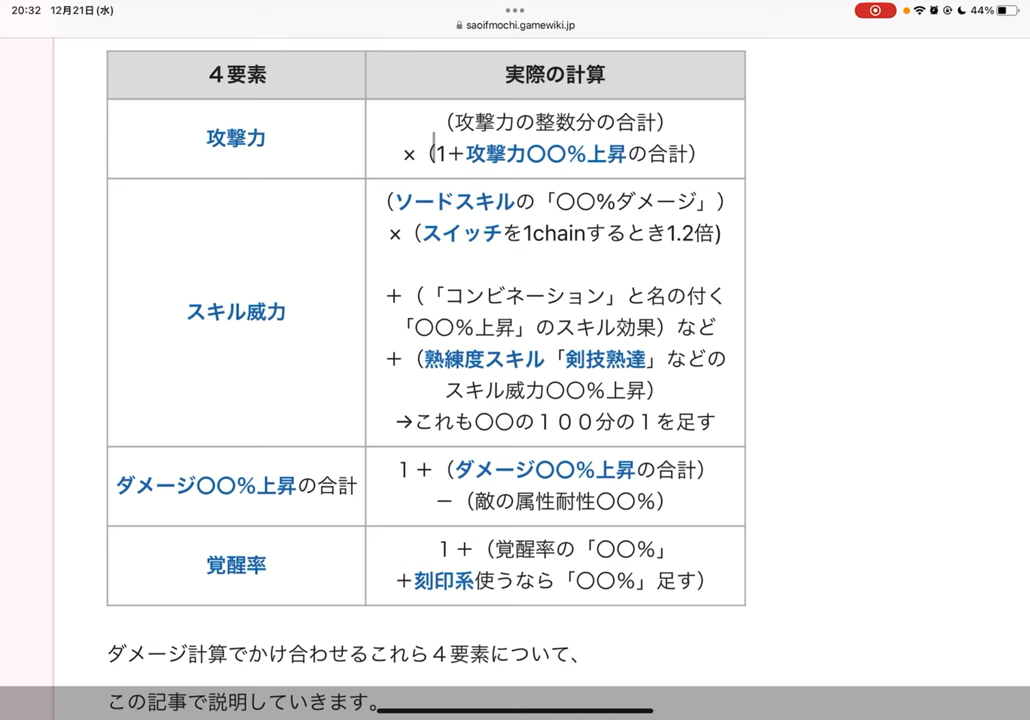 20:32 12月21日(水)
44%
saoifmochi.gamewiki.jp
４要素
実際の計算
攻撃力
（攻撃力の整数分の合計）
×（1＋攻撃力〇〇％上昇の合計）
スキル威力
（ソードスキルの「〇〇％ダメージ」）
×（スイッチを1chainするとき1.2倍)
＋（「コンビネーション」と名の付く
「〇〇％上昇」のスキル効果）など
＋（熟練度スキル「剣技熟達」などの
スキル威力〇〇％上昇）
→これも〇〇の１００分の１を足す
ダメージ〇〇％上昇の合計
１＋（ダメージ〇〇％上昇の合計）
－（敵の属性耐性〇〇％）
覚醒率
１＋（覚醒率の「〇〇％」
＋刻印系使うなら「〇〇％」足す）
ダメージ計算でかけ合わせるこれら４要素について、
この記事で説明していきます。